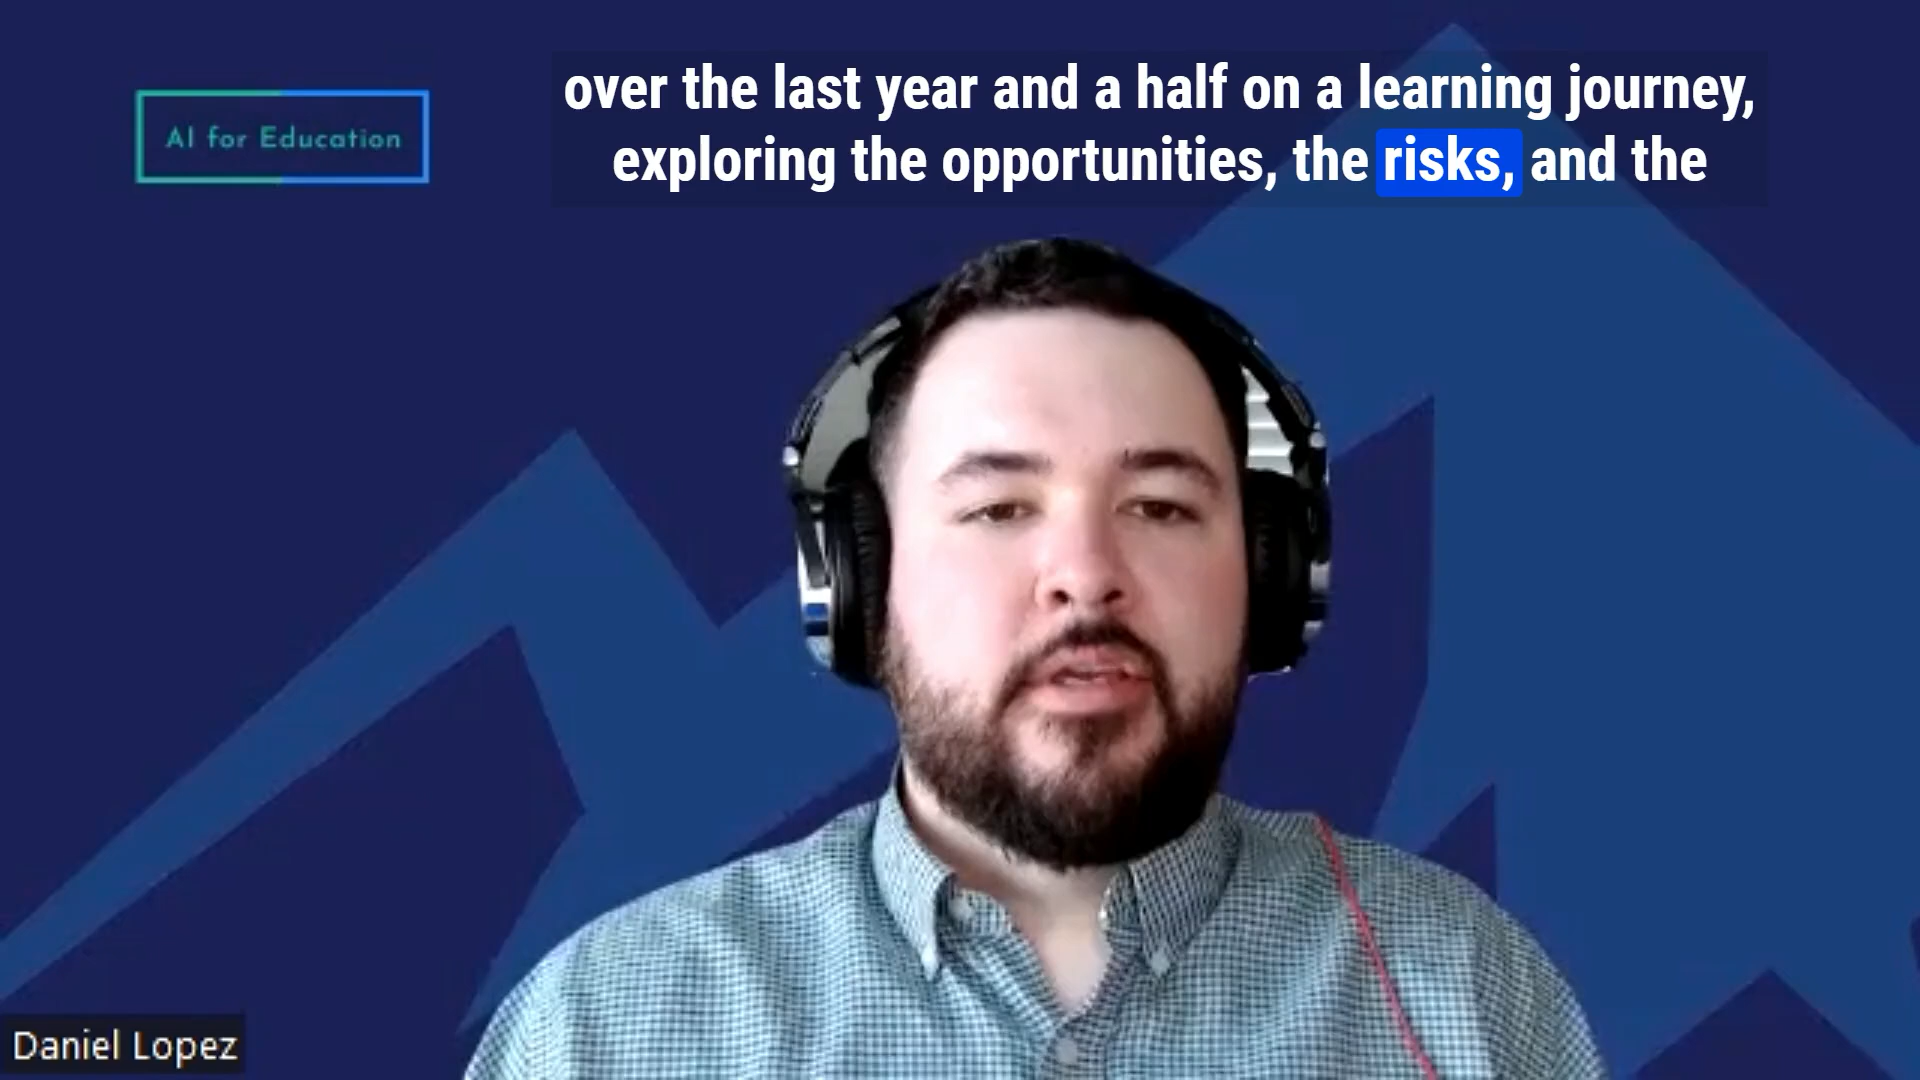 AI for Education
over the last year and a half on a learning journey,
exploring the opportunities, the risks, and the
Daniel Lopez